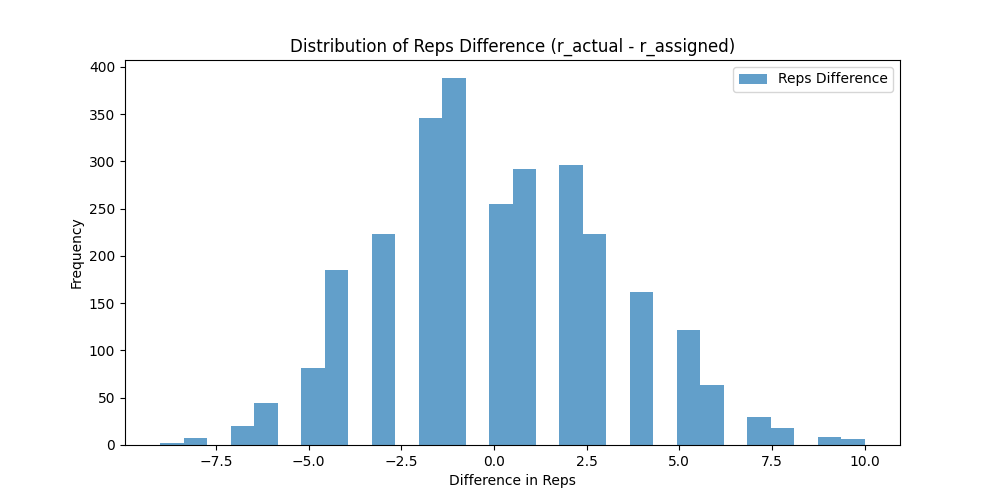 Distribution of Reps Difference (r_actual - r_assigned)
Reps Difference
400
350
300
250
200
150
100
50
0
Frequency
−7.5 −5.0 −2.5 0.0 2.5 5.0 7.5 10.0
Difference in Reps